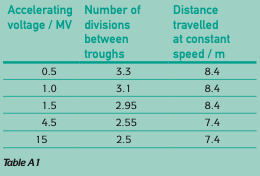 Accelerating Number of Distance
voltage / MV divisions travelled
between at constant
troughs speed / m
0.5 3.3 8.4
1.0 3.1 8.4
1.5 2.95 8.4
4.5 2.55 7.4
15 2.5 7.4
Table A1